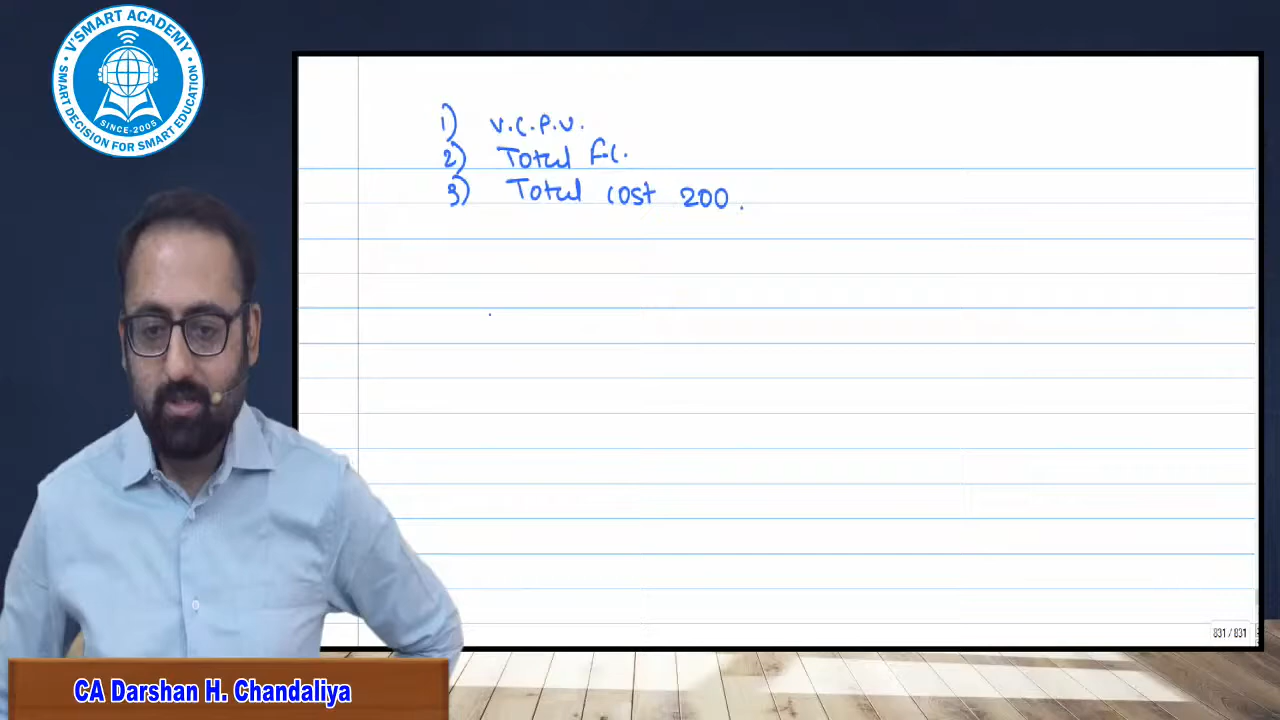 V'SMART ACADEMY
SMART DECISION FOR SMART EDUCATION
SINCE-2005
1) V.C.P.U.
2) Total F.C.
3) Total cost 200.
831 / 831
CA Darshan H. Chandaliya